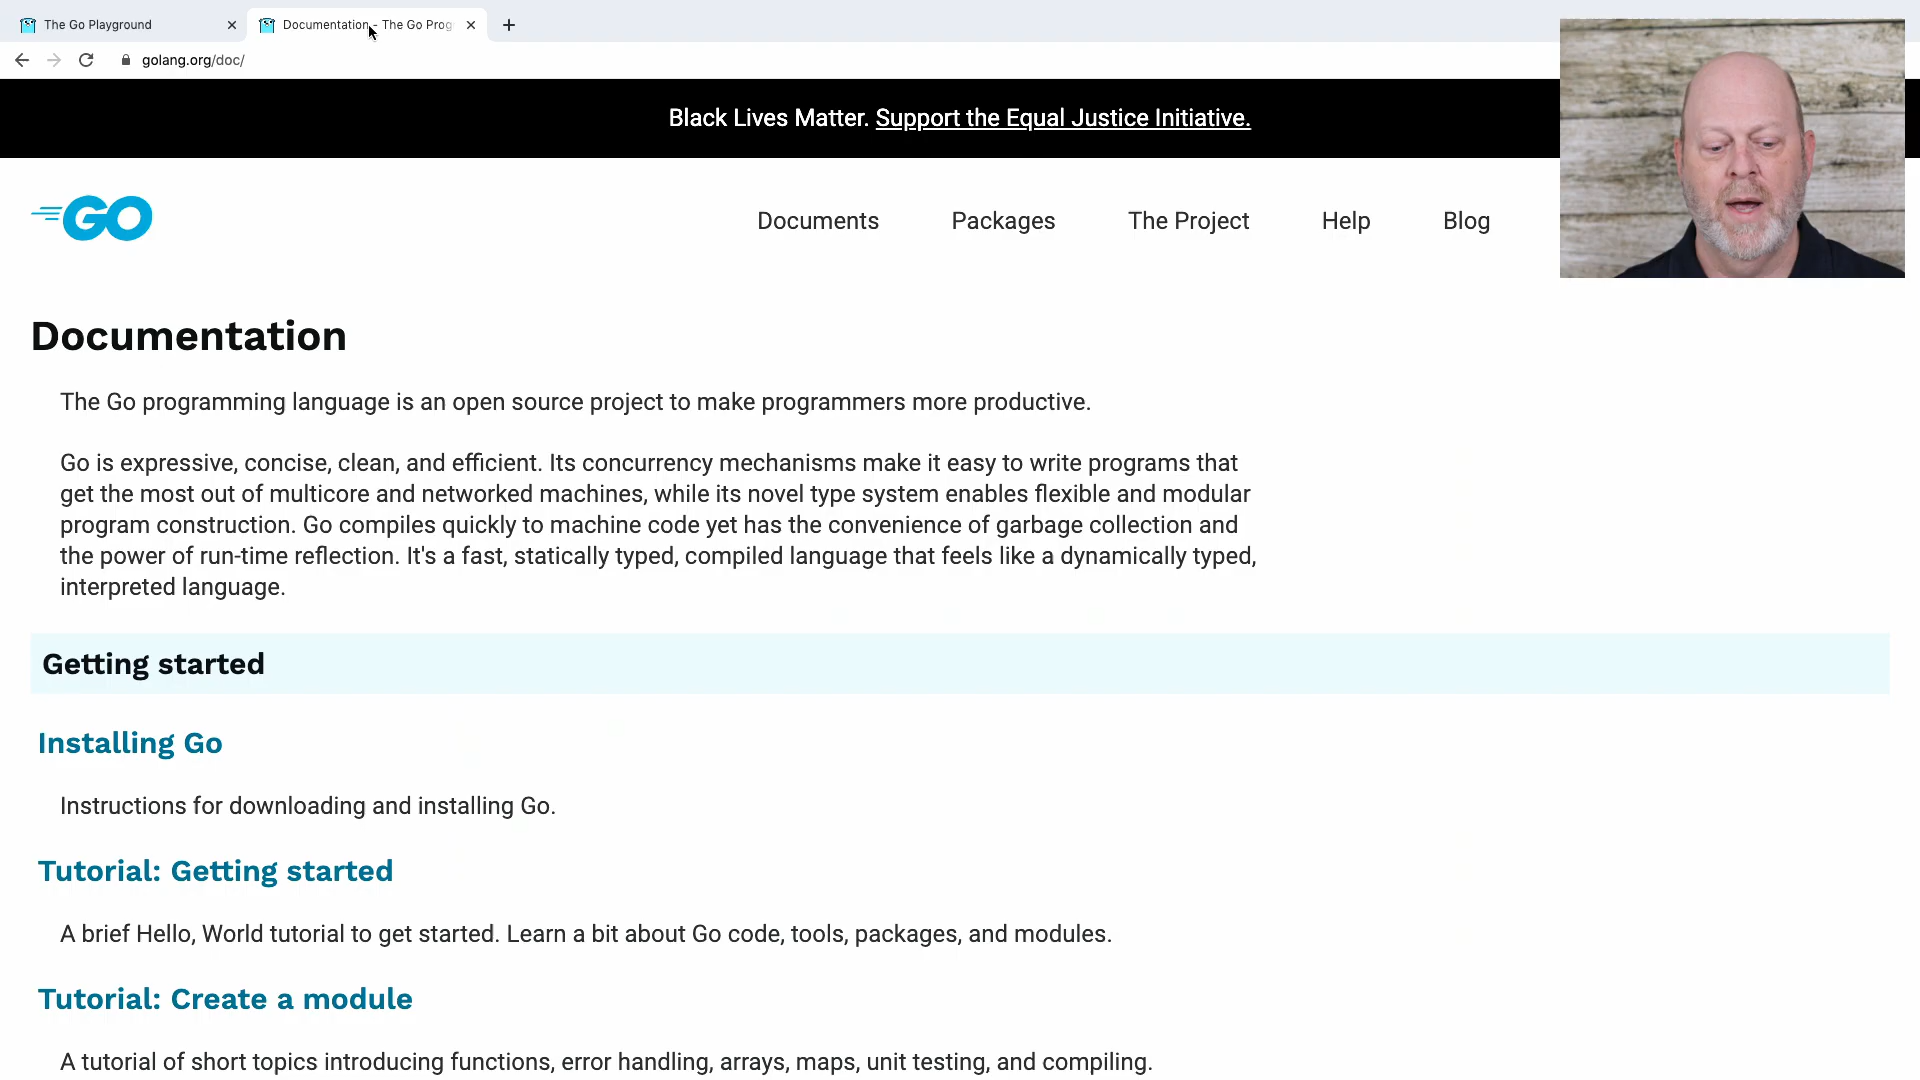 The Go Playground
Documentation - The Go Prog
golang.org/doc/
Black Lives Matter. Support the Equal Justice Initiative.
GO
Documents Packages The Project Help Blog
Documentation
The Go programming language is an open source project to make programmers more productive.
Go is expressive, concise, clean, and efficient. Its concurrency mechanisms make it easy to write programs that
get the most out of multicore and networked machines, while its novel type system enables flexible and modular
program construction. Go compiles quickly to machine code yet has the convenience of garbage collection and
the power of run-time reflection. It's a fast, statically typed, compiled language that feels like a dynamically typed,
interpreted language.
Getting started
Installing Go
Instructions for downloading and installing Go.
Tutorial: Getting started
A brief Hello, World tutorial to get started. Learn a bit about Go code, tools, packages, and modules.
Tutorial: Create a module
A tutorial of short topics introducing functions, error handling, arrays, maps, unit testing, and compiling.